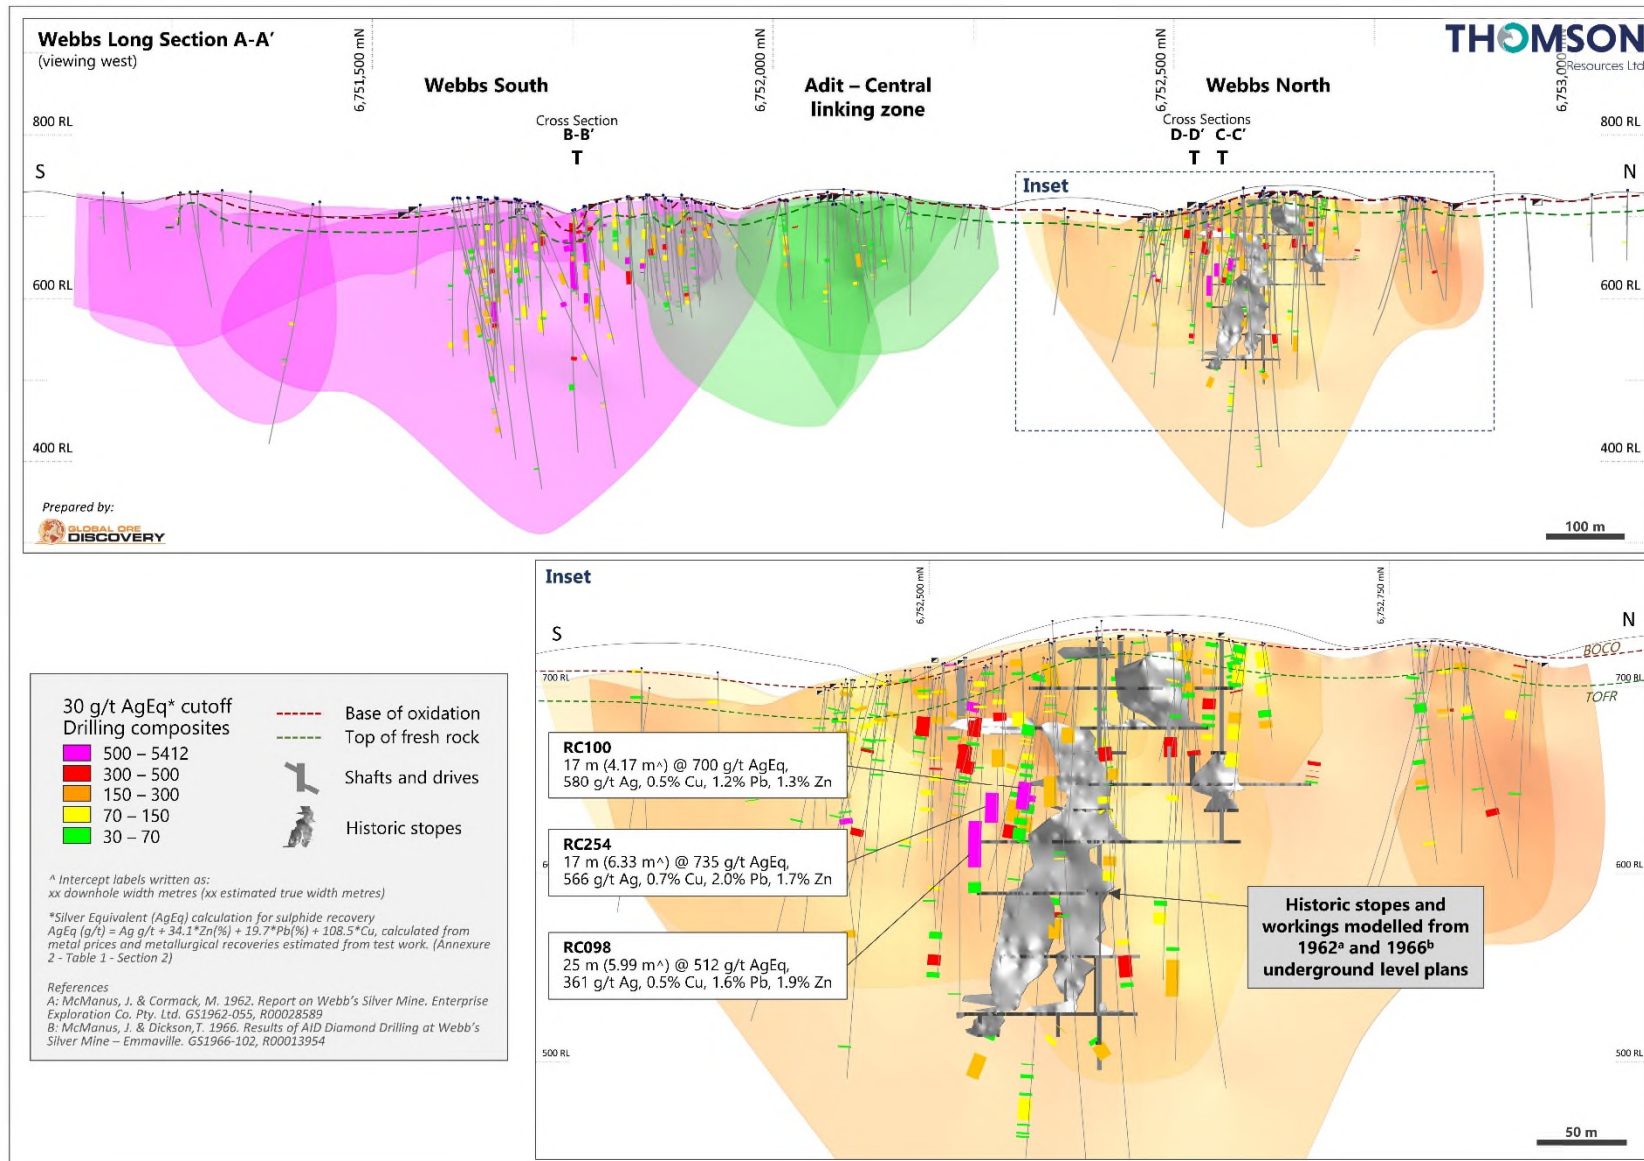 Webbs Long Section A-A'
(viewing west)
6,751,500 mN
6,752,000 mN
6,752,500 mN
6,753,000 mN
THOMSON
Resources Ltd
Webbs South
Adit – Central
linking zone
Webbs North
Cross Section
B-B'
T
Cross Sections
D-D' C-C'
T T
800 RL
800 RL
S
N
Inset
600 RL
600 RL
400 RL
400 RL
Prepared by:
GLOBAL ORE
DISCOVERY
100 m
Inset
6,752,500 mN
6,752,750 mN
S
N
BOCO
TOFR
700 RL
700 RL
600 RL
500 RL
500 RL
RC100
17 m (4.17 m^) @ 700 g/t AgEq,
580 g/t Ag, 0.5% Cu, 1.2% Pb, 1.3% Zn
RC254
17 m (6.33 m^) @ 735 g/t AgEq,
566 g/t Ag, 0.7% Cu, 2.0% Pb, 1.7% Zn
RC098
25 m (5.99 m^) @ 512 g/t AgEq,
361 g/t Ag, 0.5% Cu, 1.6% Pb, 1.9% Zn
Historic stopes and
workings modelled from
1962ᵃ and 1966ᵇ
underground level plans
50 m
30 g/t AgEq* cutoff
Drilling composites
500 – 5412
300 – 500
150 – 300
70 – 150
30 – 70
Base of oxidation
Top of fresh rock
Shafts and drives
Historic stopes
^ Intercept labels written as:
xx downhole width metres (xx estimated true width metres)
*Silver Equivalent (AgEq) calculation for sulphide recovery
AgEq (g/t) = Ag g/t + 34.1*Zn(%) + 19.7*Pb(%) + 108.5*Cu, calculated from
metal prices and metallurgical recoveries estimated from test work. (Annexure
2 - Table 1 - Section 2)
References
A: McManus, J. & Cormack, M. 1962. Report on Webb's Silver Mine. Enterprise
Exploration Co. Pty. Ltd. GS1962-055, R00028589
B: McManus, J. & Dickson,T. 1966. Results of AID Diamond Drilling at Webb's
Silver Mine – Emmaville. GS1966-102, R00013954